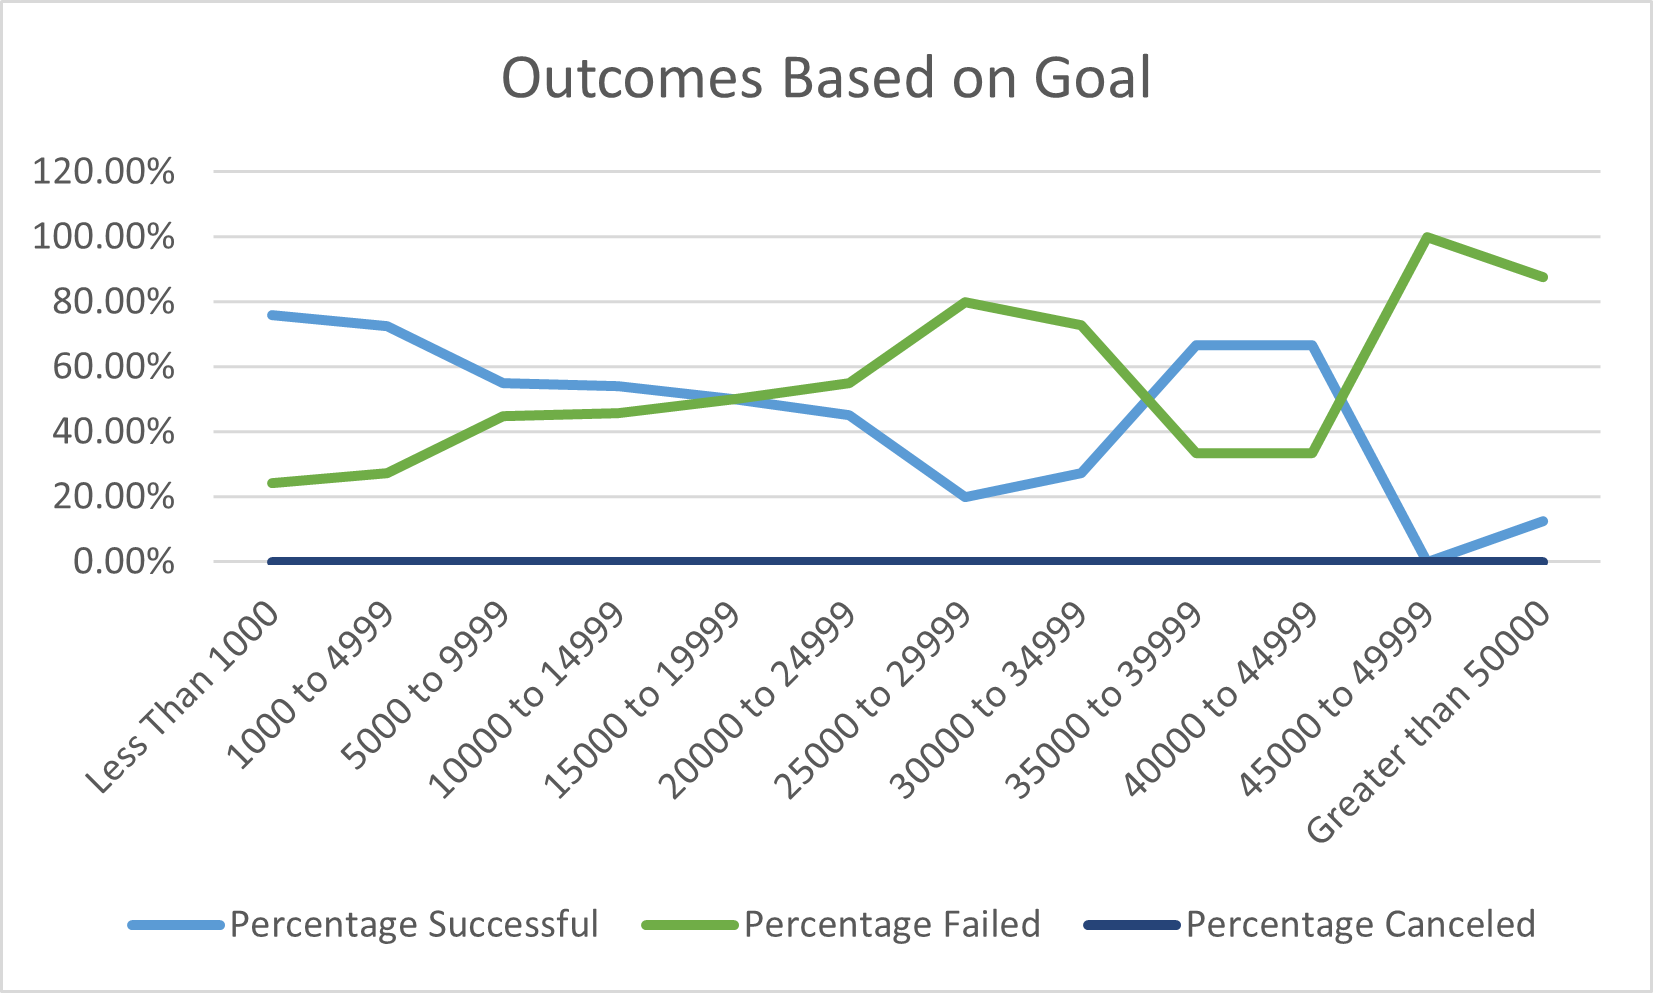 Outcomes Based on Goal
120.00%
100.00%
80.00%
60.00%
40.00%
20.00%
0.00%
Less Than 1000
1000 to 4999
5000 to 9999
10000 to 14999
15000 to 19999
20000 to 24999
25000 to 29999
30000 to 34999
35000 to 39999
40000 to 44999
45000 to 49999
Greater than 50000
Percentage Successful
Percentage Failed
Percentage Canceled